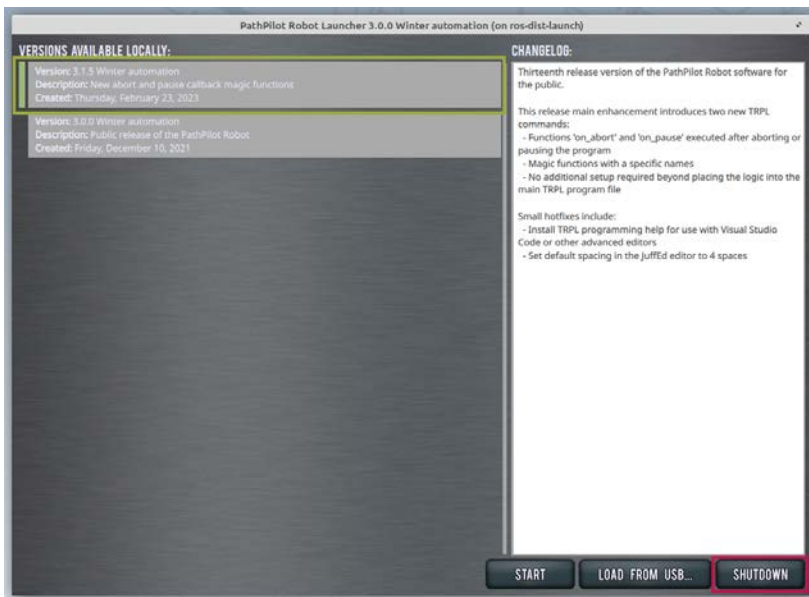 PathPilot Robot Launcher 3.0.0 Winter automation (on ros-dist-launch)
VERSIONS AVAILABLE LOCALLY:
Version: 3.1.5 Winter automation
Description: New abort and pause callback magic functions
Created: Thursday, February 23, 2023
Version: 3.0.0 Winter automation
Description: Public release of the PathPilot Robot
Created: Friday, December 10, 2021
CHANGELOG:
Thirteenth release version of the PathPilot Robot software for
the public.
This release main enhancement introduces two new TRPL
commands:
- Functions 'on_abort' and 'on_pause' executed after aborting or
pausing the program
- Magic functions with a specific names
- No additional setup required beyond placing the logic into the
main TRPL program file
Small hotfixes include:
- Install TRPL programming help for use with Visual Studio
Code or other advanced editors
- Set default spacing in the JuffEd editor to 4 spaces
START
LOAD FROM USB...
SHUTDOWN